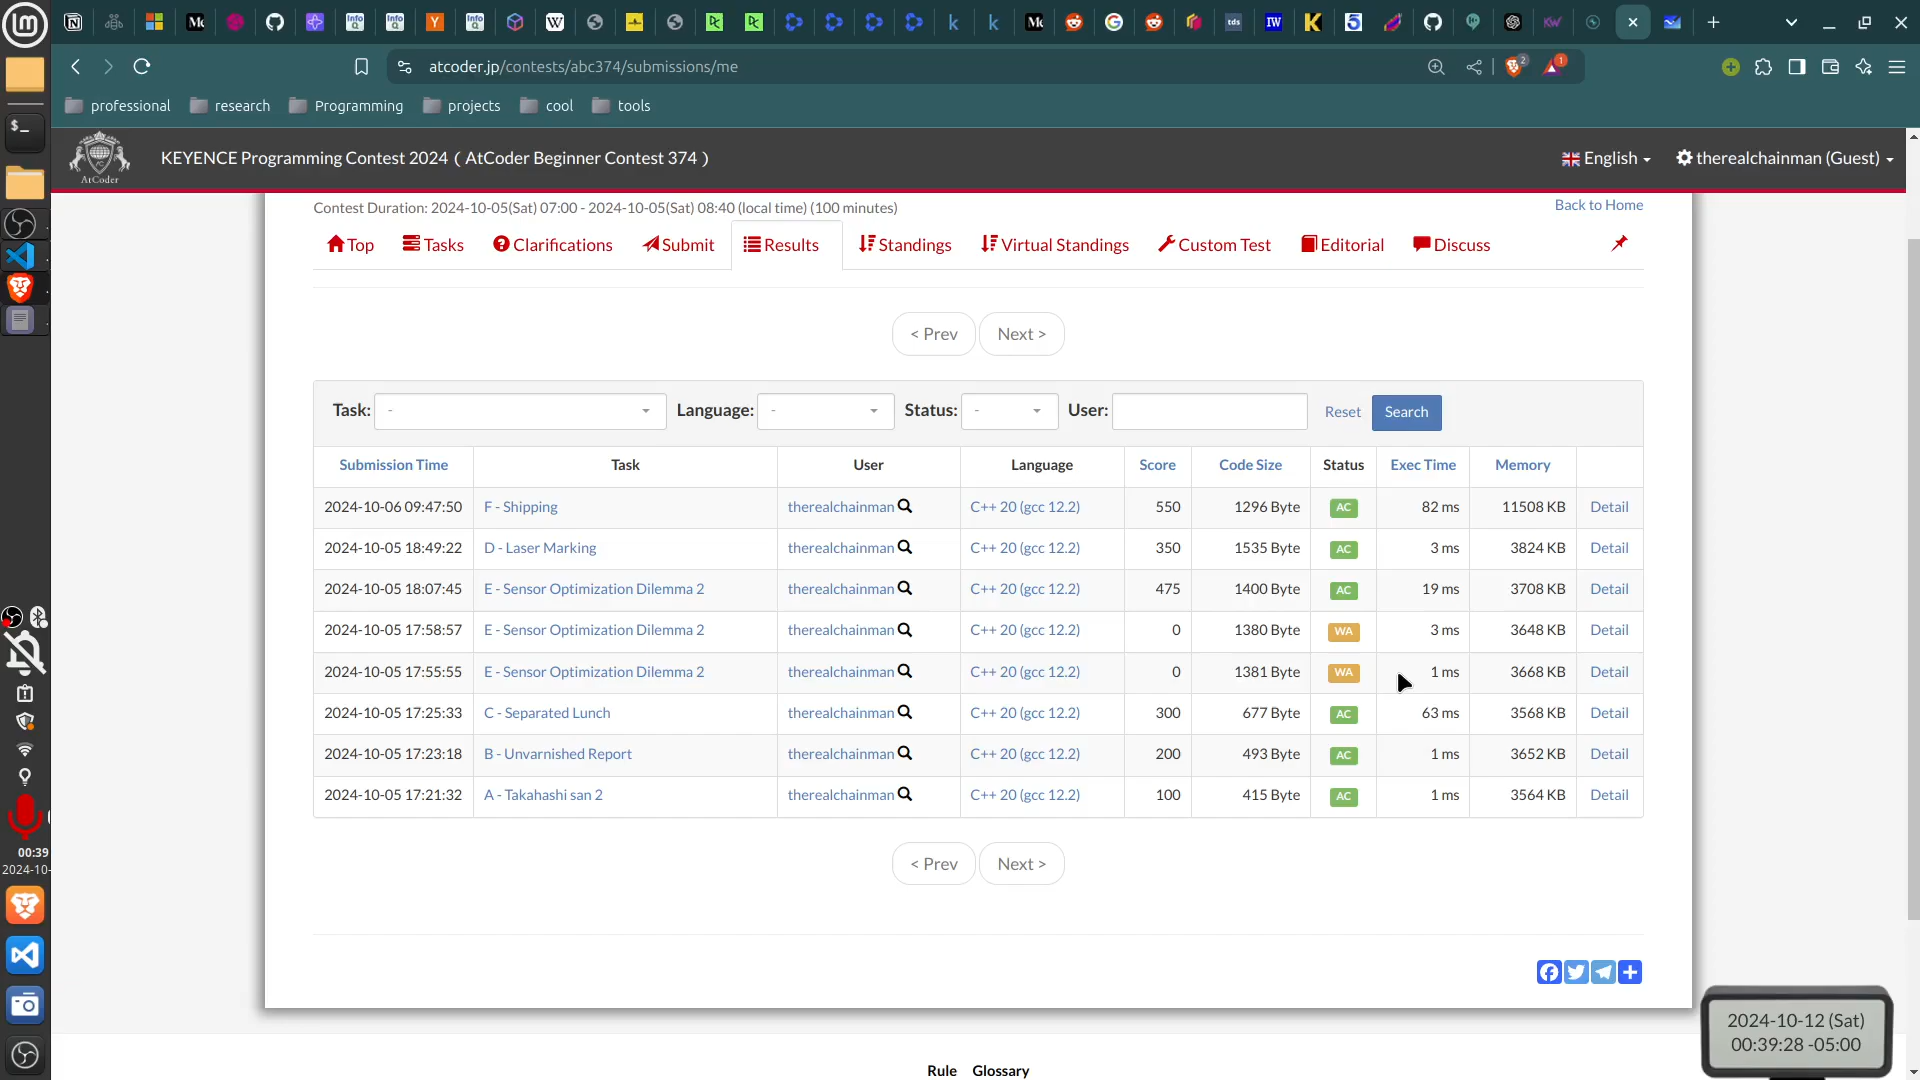 atcoder.jp/contests/abc374/submissions/me
2
1
professional research Programming projects cool tools
AtCoder
KEYENCE Programming Contest 2024 ( AtCoder Beginner Contest 374 )
English therealchainman (Guest)
Contest Duration: 2024-10-05(Sat) 07:00 - 2024-10-05(Sat) 08:40 (local time) (100 minutes) Back to Home
Top Tasks Clarifications Submit Results Standings Virtual Standings Custom Test Editorial Discuss
< Prev Next >
Task: - Language: - Status: - User: Reset Search
Submission Time Task User Language Score Code Size Status Exec Time Memory
2024-10-06 09:47:50 F - Shipping therealchainman C++ 20 (gcc 12.2) 550 1296 Byte AC 82 ms 11508 KB Detail
2024-10-05 18:49:22 D - Laser Marking therealchainman C++ 20 (gcc 12.2) 350 1535 Byte AC 3 ms 3824 KB Detail
2024-10-05 18:07:45 E - Sensor Optimization Dilemma 2 therealchainman C++ 20 (gcc 12.2) 475 1400 Byte AC 19 ms 3708 KB Detail
2024-10-05 17:58:57 E - Sensor Optimization Dilemma 2 therealchainman C++ 20 (gcc 12.2) 0 1380 Byte WA 3 ms 3648 KB Detail
2024-10-05 17:55:55 E - Sensor Optimization Dilemma 2 therealchainman C++ 20 (gcc 12.2) 0 1381 Byte WA 1 ms 3668 KB Detail
2024-10-05 17:25:33 C - Separated Lunch therealchainman C++ 20 (gcc 12.2) 300 677 Byte AC 63 ms 3568 KB Detail
2024-10-05 17:23:18 B - Unvarnished Report therealchainman C++ 20 (gcc 12.2) 200 493 Byte AC 1 ms 3652 KB Detail
2024-10-05 17:21:32 A - Takahashi san 2 therealchainman C++ 20 (gcc 12.2) 100 415 Byte AC 1 ms 3564 KB Detail
< Prev Next >
00:39
2024-10-
2024-10-12 (Sat)
00:39:28 -05:00
Rule Glossary